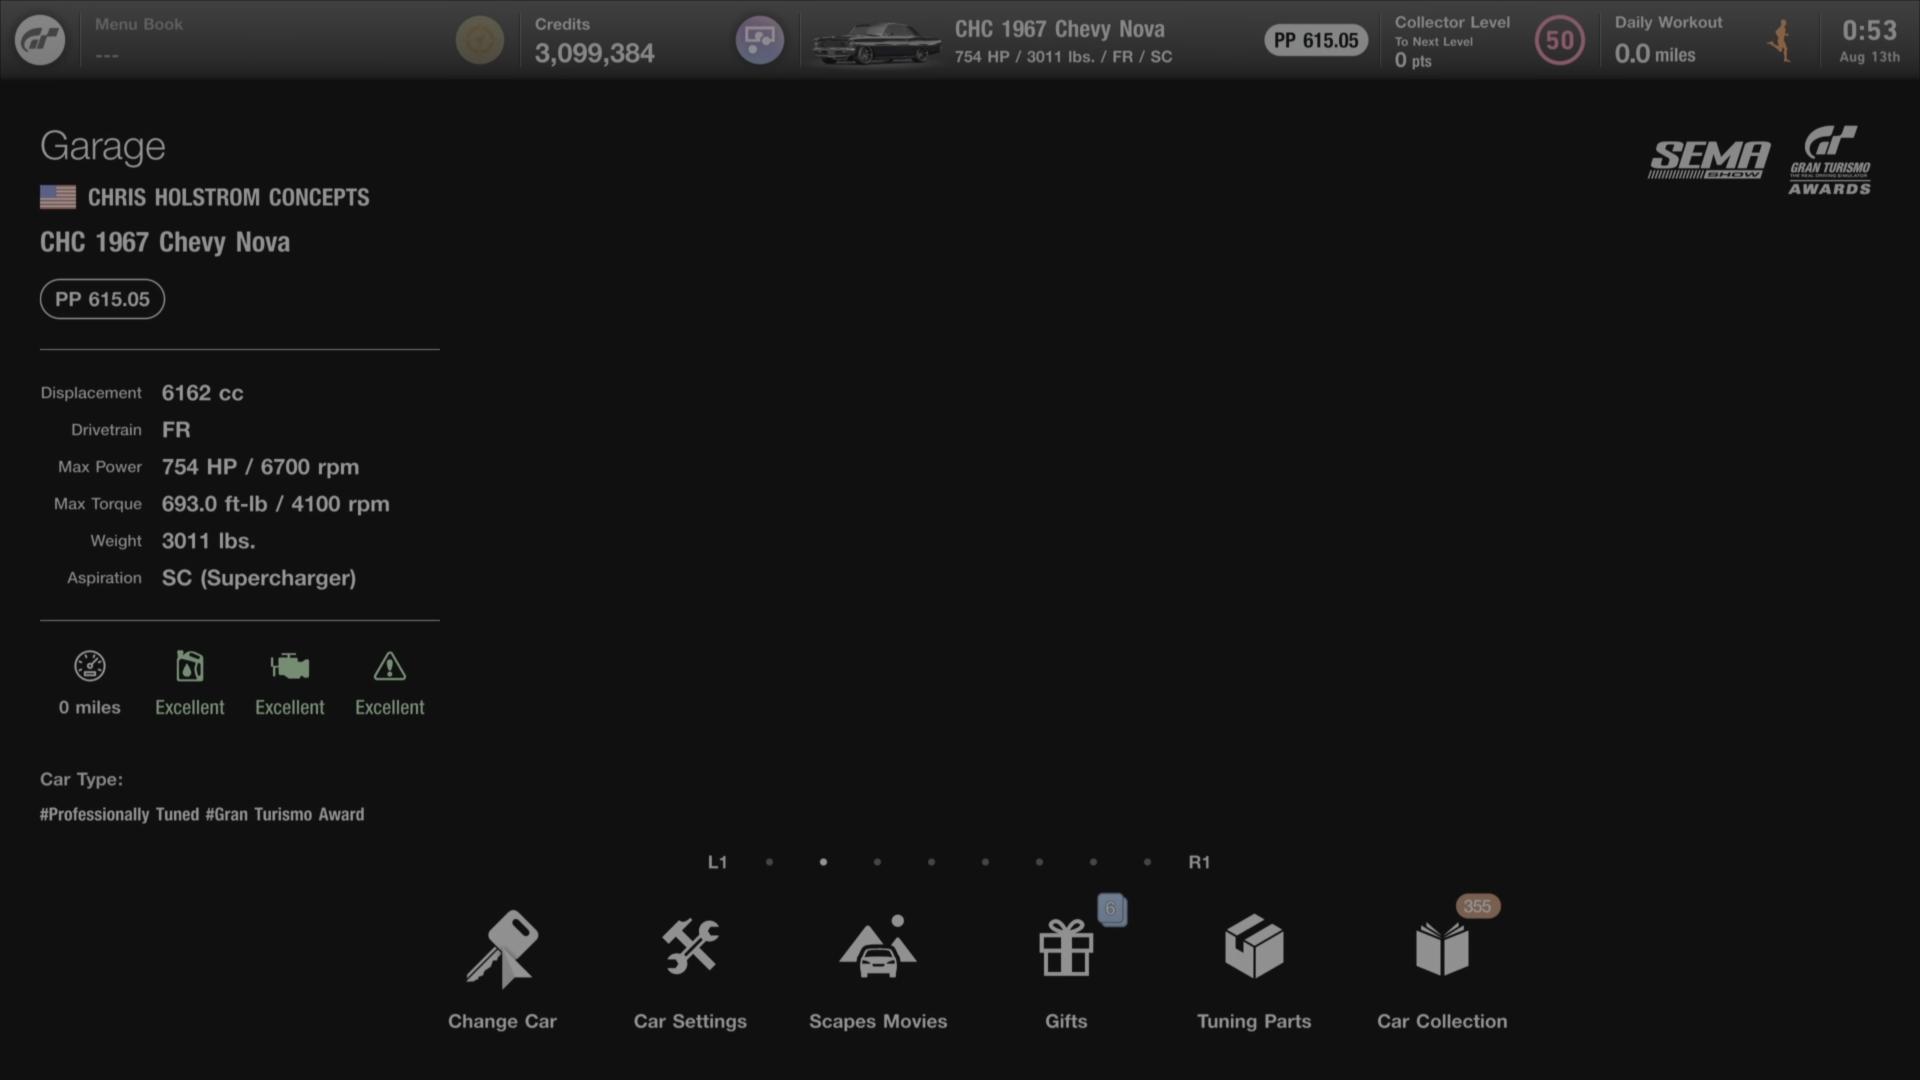 Menu Book
---
Credits
3,099,384
CHC 1967 Chevy Nova
754 HP / 3011 lbs. / FR / SC
PP 615.05
Collector Level
To Next Level
0 pts
50
Daily Workout
0.0 miles
0:53
Aug 13th
Garage
CHRIS HOLSTROM CONCEPTS
CHC 1967 Chevy Nova
PP 615.05
SEMA
SHOW
GRAN TURISMO
THE REAL DRIVING SIMULATOR
AWARDS
Displacement 6162 cc
Drivetrain FR
Max Power 754 HP / 6700 rpm
Max Torque 693.0 ft-lb / 4100 rpm
Weight 3011 lbs.
Aspiration SC (Supercharger)
0 miles Excellent Excellent Excellent
Car Type:
#Professionally Tuned #Gran Turismo Award
L1 R1
6
355
Change Car Car Settings Scapes Movies Gifts Tuning Parts Car Collection